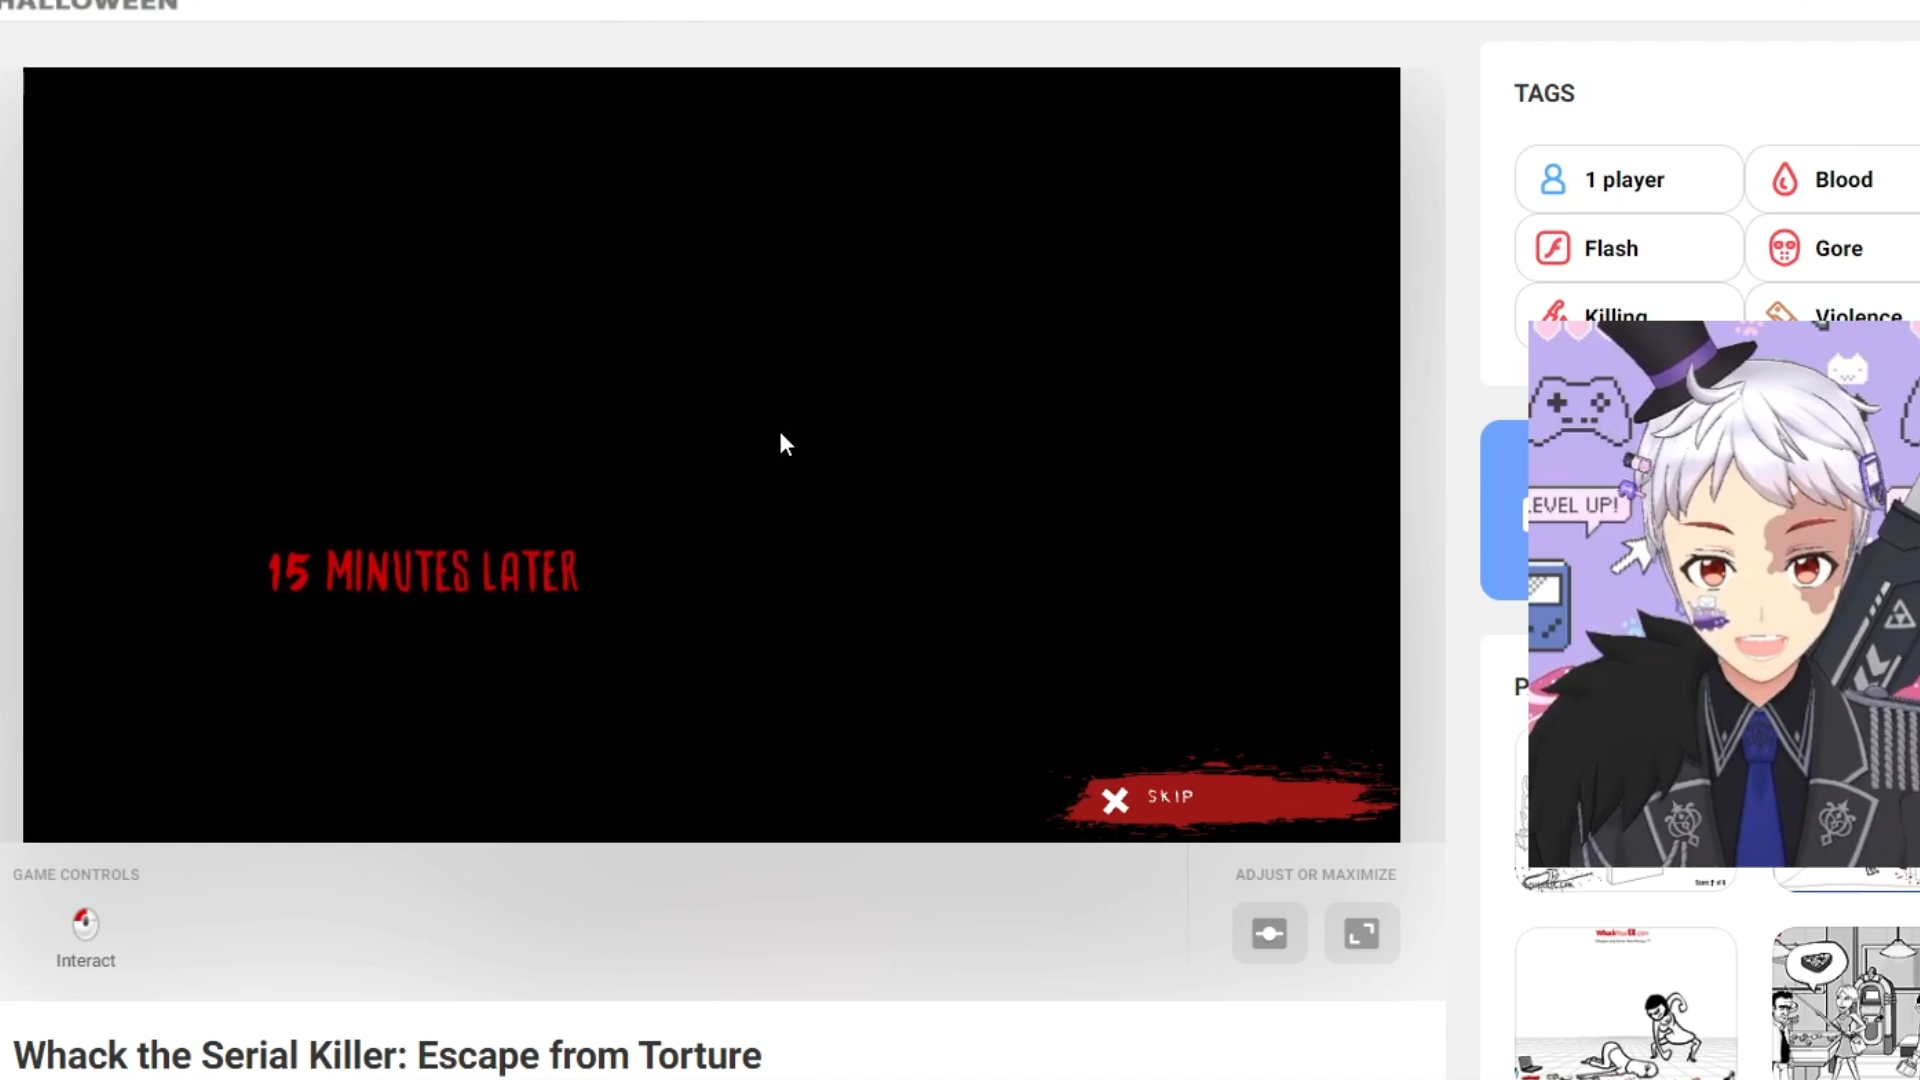 HALLOWEEN
TAGS
1 player
Blood
Flash
Gore
Killing
Violence
LEVEL UP!
15 MINUTES LATER
SKIP
GAME CONTROLS
ADJUST OR MAXIMIZE
Interact
Whack the Serial Killer: Escape from Torture